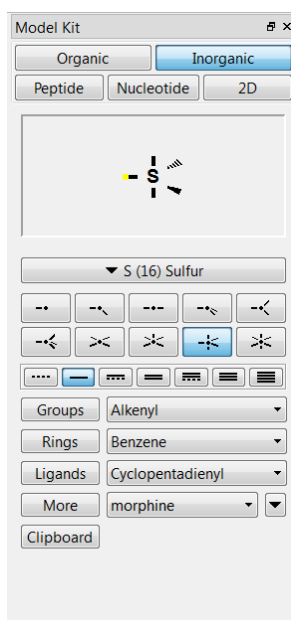 Model Kit
Organic Inorganic
Peptide Nucleotide 2D
S
S (16) Sulfur
Groups Alkenyl
Rings Benzene
Ligands Cyclopentadienyl
More morphine
Clipboard